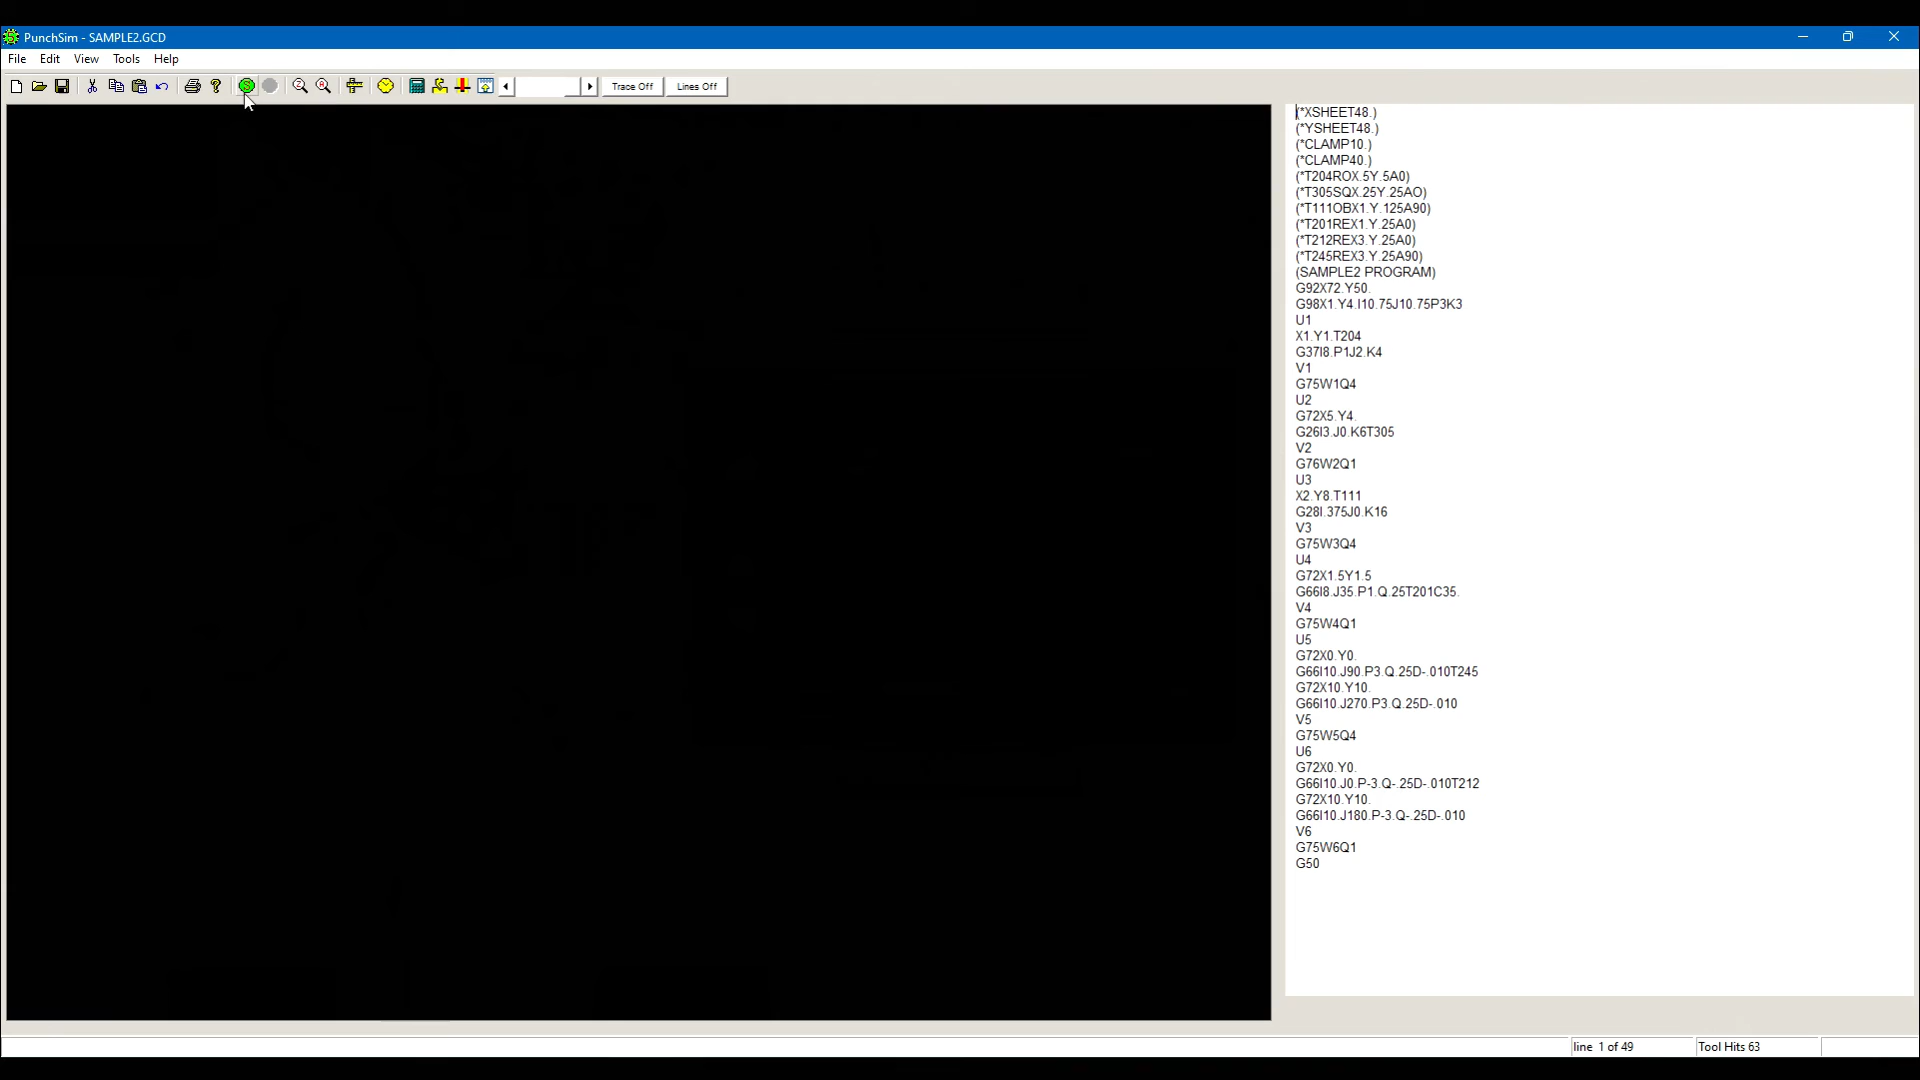 PunchSim - SAMPLE2.GCD
File Edit View Tools Help
Trace Off Lines Off
(*XSHEET48.)
(*YSHEET48.)
(*CLAMP10.)
(*CLAMP40.)
(*T204ROX.5Y.5A0)
(*T305SQX.25Y.25AO)
(*T111OBX1.Y.125A90)
(*T201REX1.Y.25A0)
(*T212REX3.Y.25A0)
(*T245REX3.Y.25A90)
(SAMPLE2 PROGRAM)
G92X72.Y50.
G98X1.Y4.I10.75J10.75P3K3
U1
X1.Y1.T204
G37I8.P1J2.K4
V1
G75W1Q4
U2
G72X5.Y4.
G26I3.J0.K6T305
V2
G76W2Q1
U3
X2.Y8.T111
G28I.375J0.K16
V3
G75W3Q4
U4
G72X1.5Y1.5
G66I8.J35.P1.Q.25T201C35.
V4
G75W4Q1
U5
G72X0.Y0.
G66I10.J90.P3.Q.25D-.010T245
G72X10.Y10.
G66I10.J270.P3.Q.25D-.010
V5
G75W5Q4
U6
G72X0.Y0.
G66I10.J0.P-3.Q-.25D-.010T212
G72X10.Y10.
G66I10.J180.P-3.Q-.25D-.010
V6
G75W6Q1
G50
line 1 of 49 Tool Hits 63